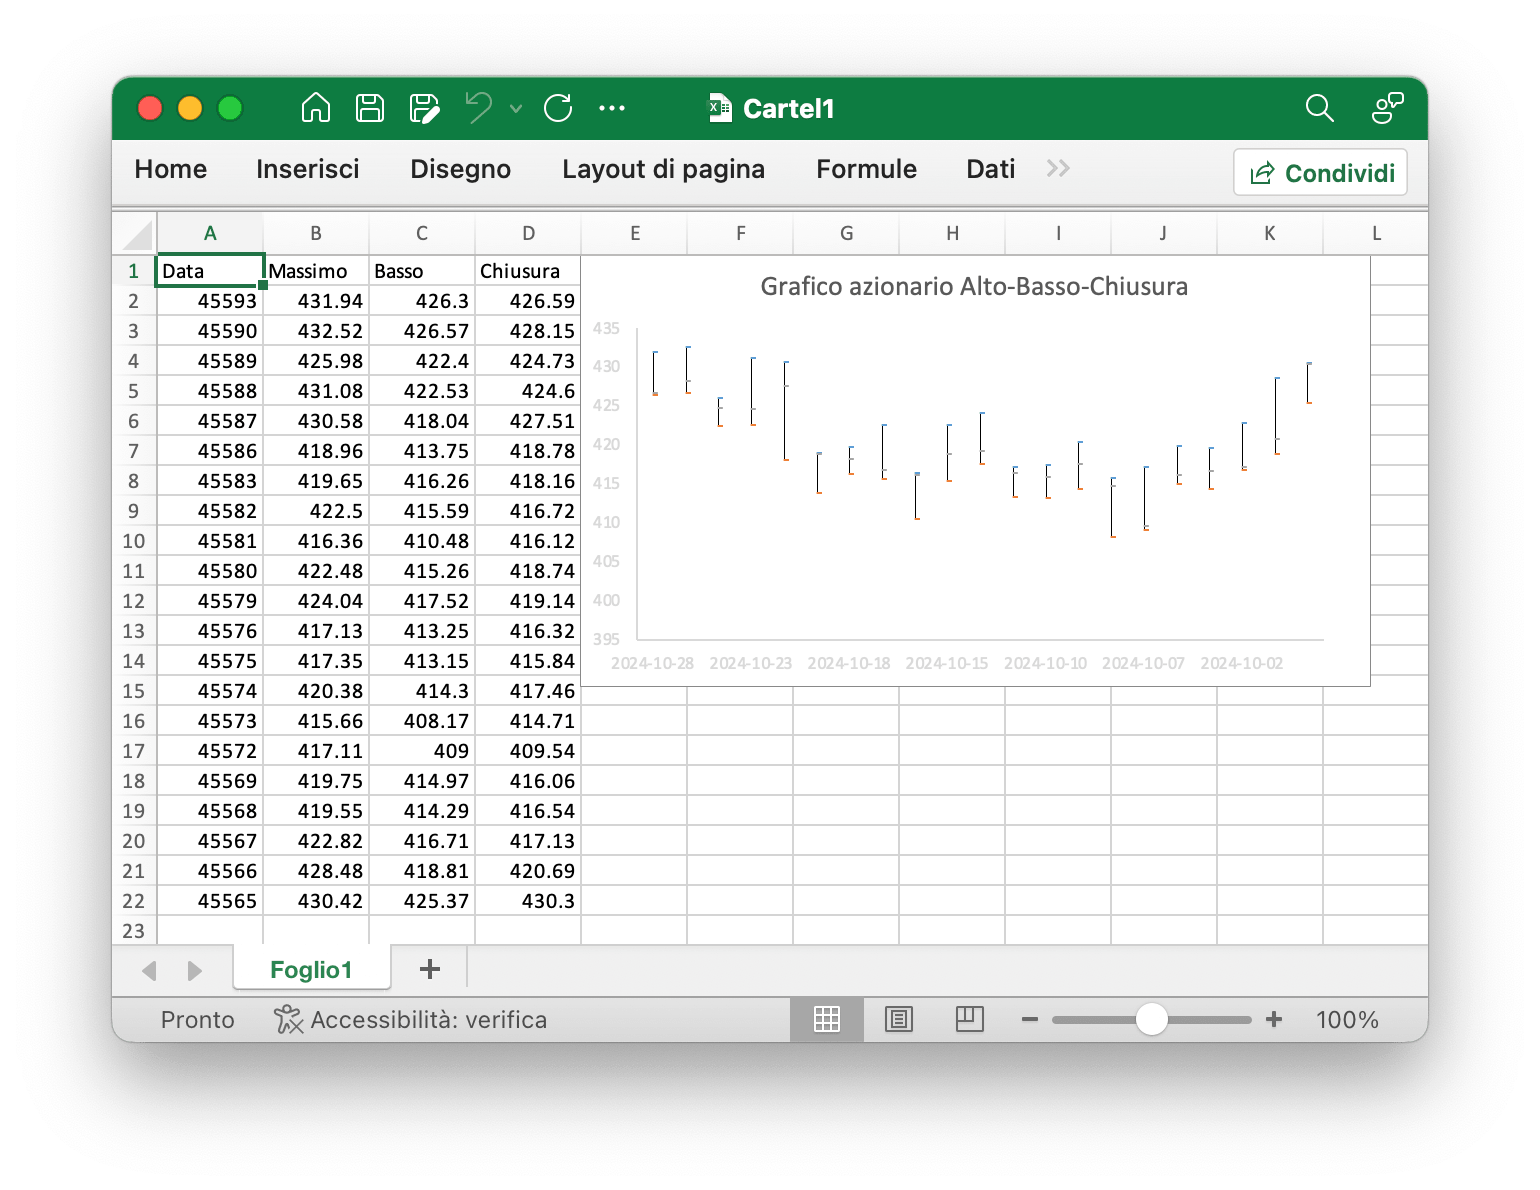 Cartel1
Home Inserisci Disegno Layout di pagina Formule Dati Condividi
A B C D E F G H I J K L
1 Data Massimo Basso Chiusura
2 45593 431.94 426.3 426.59
3 45590 432.52 426.57 428.15
4 45589 425.98 422.4 424.73
5 45588 431.08 422.53 424.6
6 45587 430.58 418.04 427.51
7 45586 418.96 413.75 418.78
8 45583 419.65 416.26 418.16
9 45582 422.5 415.59 416.72
10 45581 416.36 410.48 416.12
11 45580 422.48 415.26 418.74
12 45579 424.04 417.52 419.14
13 45576 417.13 413.25 416.32
14 45575 417.35 413.15 415.84
15 45574 420.38 414.3 417.46
16 45573 415.66 408.17 414.71
17 45572 417.11 409 409.54
18 45569 419.75 414.97 416.06
19 45568 419.55 414.29 416.54
20 45567 422.82 416.71 417.13
21 45566 428.48 418.81 420.69
22 45565 430.42 425.37 430.3
23
Grafico azionario Alto-Basso-Chiusura
435
430
425
420
415
410
405
400
395
2024-10-28 2024-10-23 2024-10-18 2024-10-15 2024-10-10 2024-10-07 2024-10-02
Foglio1
Pronto Accessibilità: verifica 100%